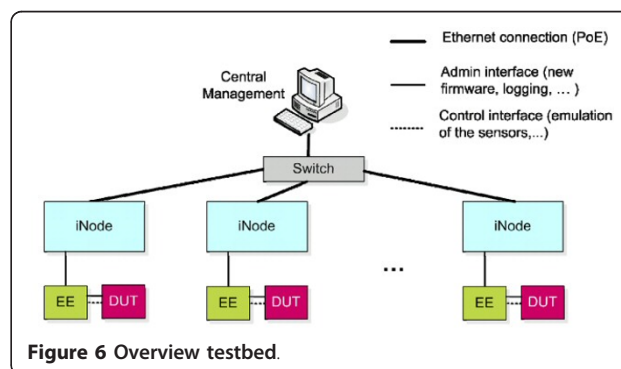 Central
Management
Ethernet connection (PoE)
Admin interface (new
firmware, logging, ... )
Control interface (emulation
of the sensors,...)
Switch
iNode
iNode
iNode
...
EE
DUT
EE
DUT
EE
DUT
Figure 6 Overview testbed.